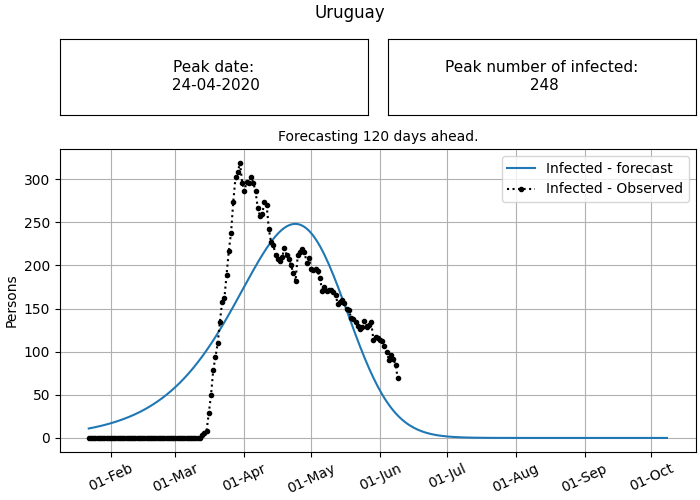 Uruguay
Peak date:
24-04-2020
Peak number of infected:
248
Forecasting 120 days ahead.
Infected - forecast
Infected - Observed
300
250
200
150
100
50
0
Persons
01-Feb
01-Mar
01-Apr
01-May
01-Jun
01-Jul
01-Aug
01-Sep
01-Oct